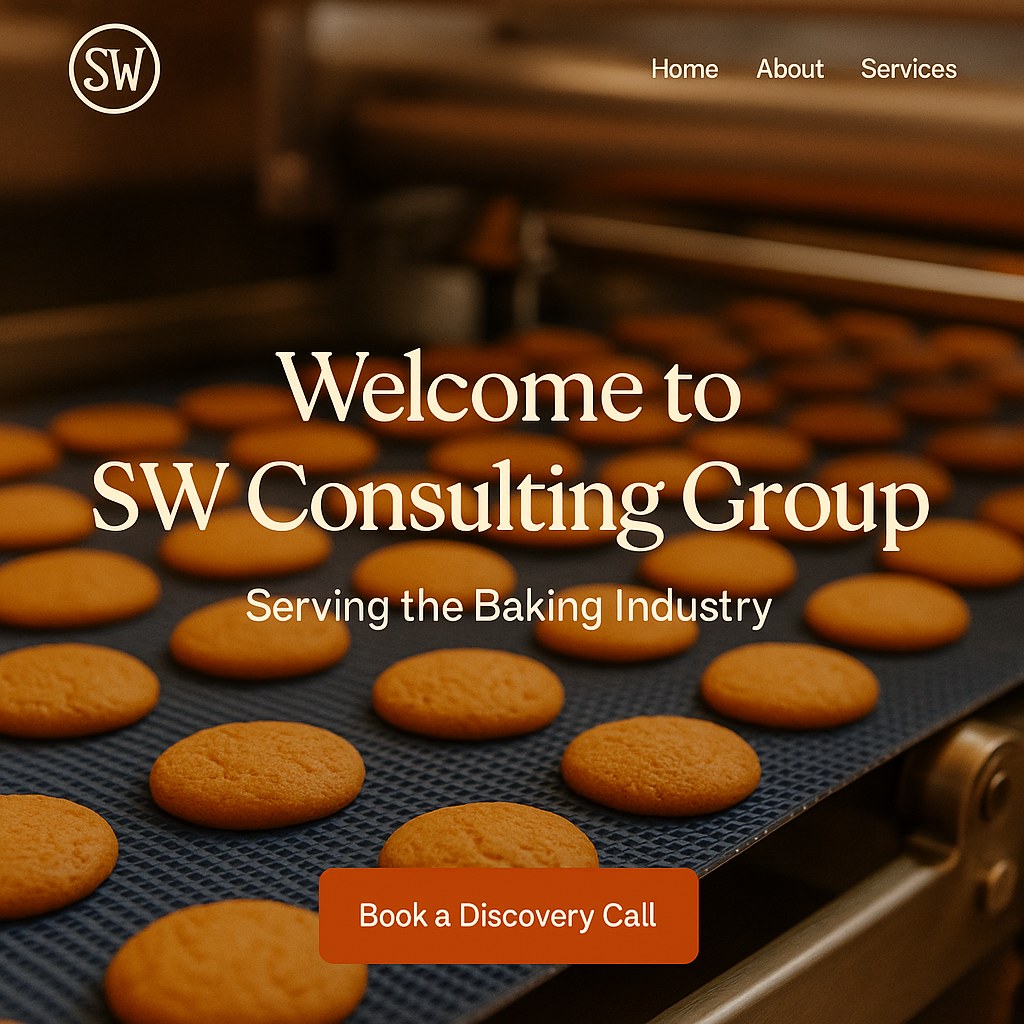 SW
Home About Services
Welcome to
SW Consulting Group
Serving the Baking Industry
Book a Discovery Call